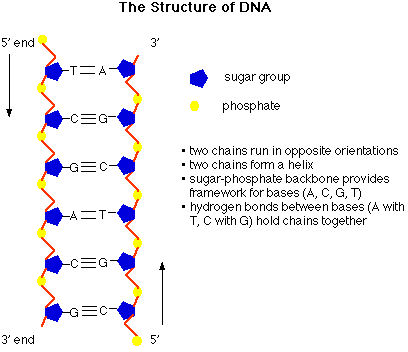 The Structure of DNA
5' end 3'
T A
C G
G C
A T
C G
G C
3' end 5'
sugar group
phosphate
• two chains run in opposite orientations
• two chains form a helix
• sugar-phosphate backbone provides
framework for bases (A, C, G, T)
• hydrogen bonds between bases (A with
T, C with G) hold chains together